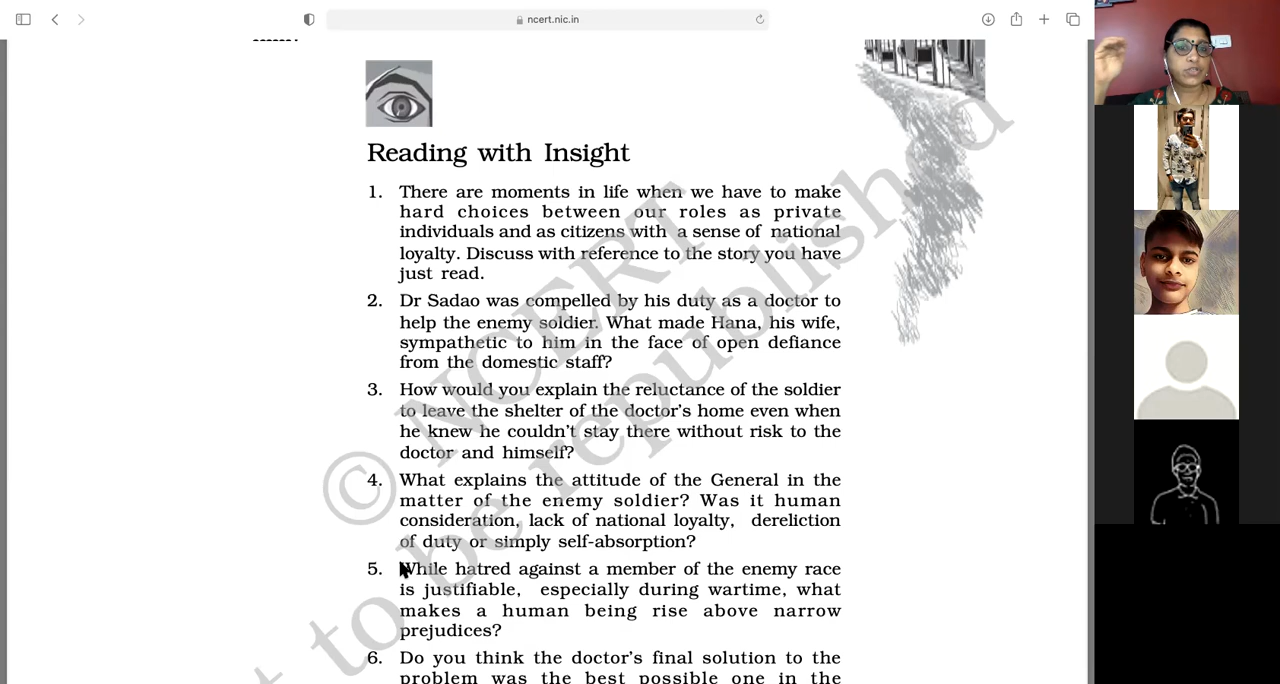 ncert.nic.in
Reading with Insight
1. There are moments in life when we have to make
hard choices between our roles as private
individuals and as citizens with a sense of national
loyalty. Discuss with reference to the story you have
just read.
2. Dr Sadao was compelled by his duty as a doctor to
help the enemy soldier. What made Hana, his wife,
sympathetic to him in the face of open defiance
from the domestic staff?
3. How would you explain the reluctance of the soldier
to leave the shelter of the doctor's home even when
he knew he couldn't stay there without risk to the
doctor and himself?
4. What explains the attitude of the General in the
matter of the enemy soldier? Was it human
consideration, lack of national loyalty, dereliction
of duty or simply self-absorption?
5. While hatred against a member of the enemy race
is justifiable, especially during wartime, what
makes a human being rise above narrow
prejudices?
6. Do you think the doctor's final solution to the
problem was the best possible one in the
© NCERT
to be republished